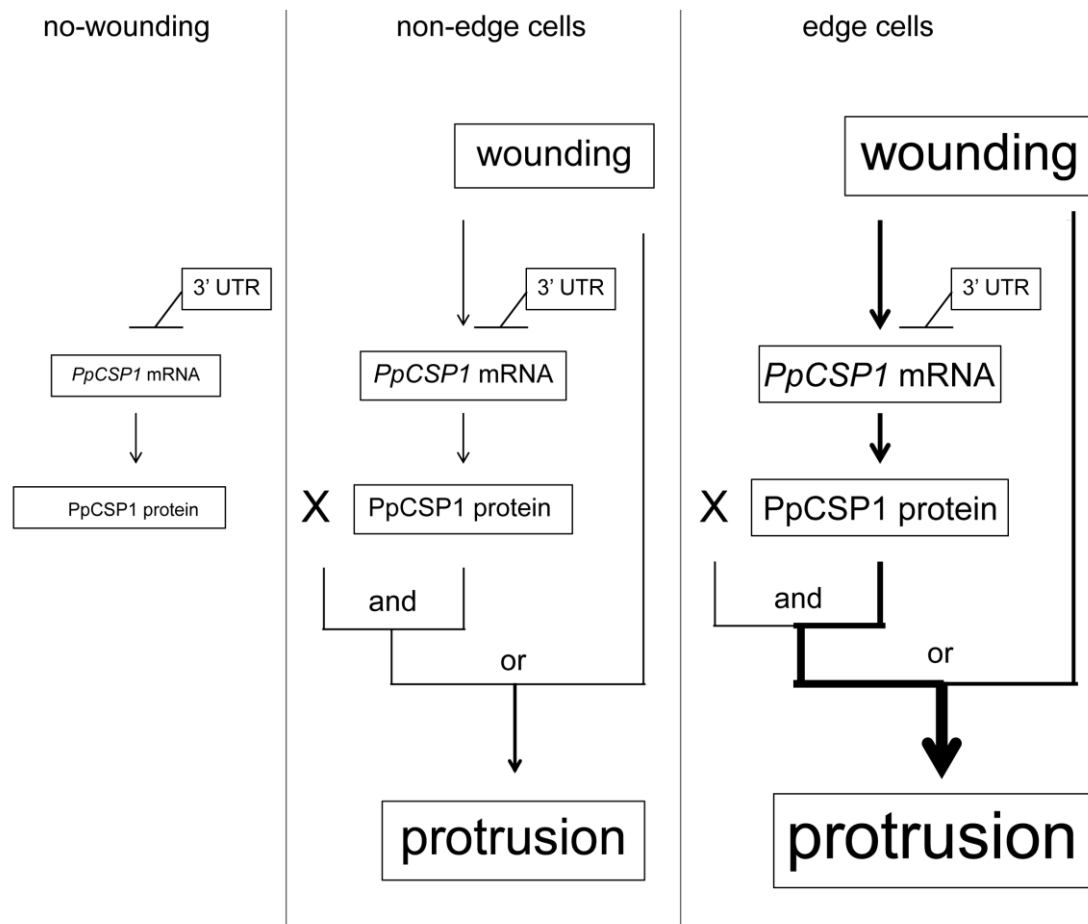 no-wounding
3’ UTR
PpCSP1 mRNA
PpCSP1 protein
non-edge cells
wounding
3’ UTR
PpCSP1 mRNA
X PpCSP1 protein
and
or
protrusion
edge cells
wounding
3’ UTR
PpCSP1 mRNA
X PpCSP1 protein
and
or
protrusion